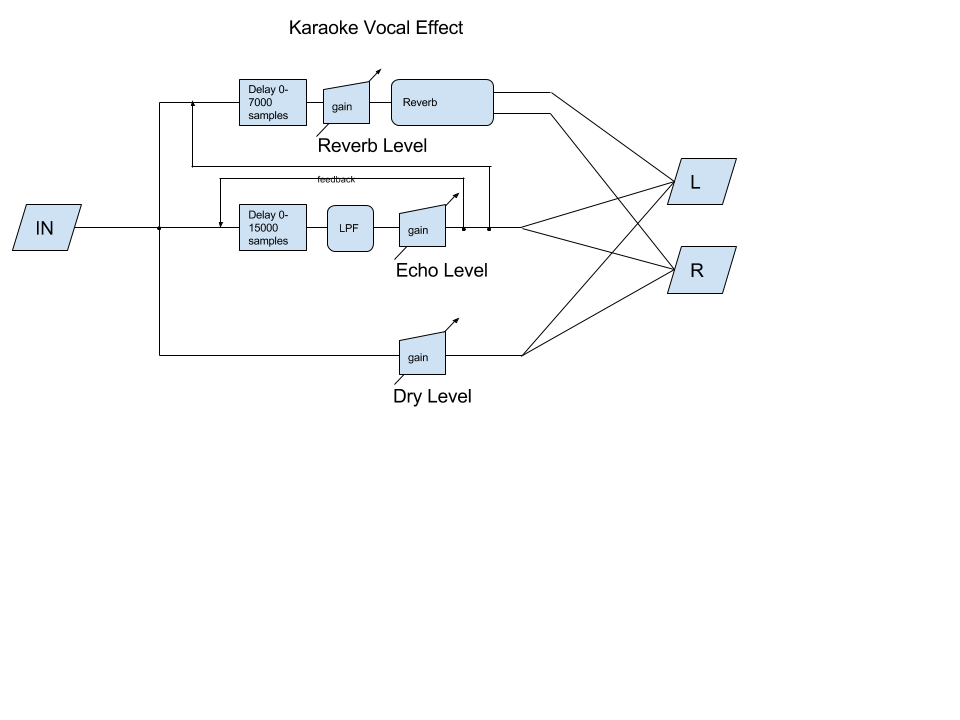 Karaoke Vocal Effect
Delay 0-
7000
samples
gain
Reverb
Reverb Level
feedback
L
IN
Delay 0-
15000
samples
LPF
gain
Echo Level
R
gain
Dry Level